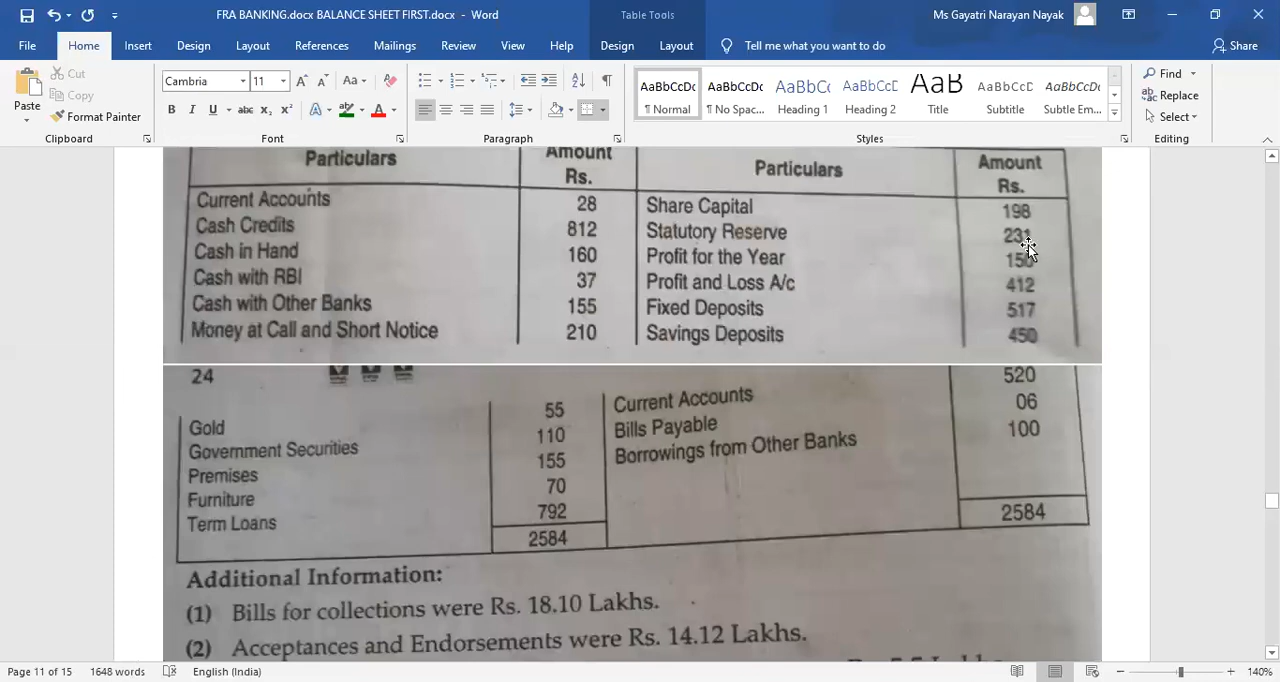 FRA BANKING.docx BALANCE SHEET FIRST.docx - Word
Table Tools
Ms Gayatri Narayan Nayak
File Home Insert Design Layout References Mailings Review View Help Design Layout Tell me what you want to do Share
Paste
Cut
Copy
Format Painter
Clipboard
Cambria 11
Font
Paragraph
AaBbCcDc AaBbCcDc AaBbC AaBbCcD AaB AaBbCcD AaBbCcDc
¶ Normal ¶ No Spac... Heading 1 Heading 2 Title Subtitle Subtle Em...
Styles
Find
Replace
Select
Editing
Particulars Amount Rs. Particulars Amount Rs.
Current Accounts 28 Share Capital 198
Cash Credits 812 Statutory Reserve 231
Cash in Hand 160 Profit for the Year 150
Cash with RBI 37 Profit and Loss A/c 412
Cash with Other Banks 155 Fixed Deposits 517
Money at Call and Short Notice 210 Savings Deposits 450
24
Gold 55 Current Accounts 520
Government Securities 110 Bills Payable 06
Premises 155 Borrowings from Other Banks 100
Furniture 70
Term Loans 792
2584 2584
Additional Information:
(1) Bills for collections were Rs. 18.10 Lakhs.
(2) Acceptances and Endorsements were Rs. 14.12 Lakhs.
Page 11 of 15 1648 words English (India) 140%